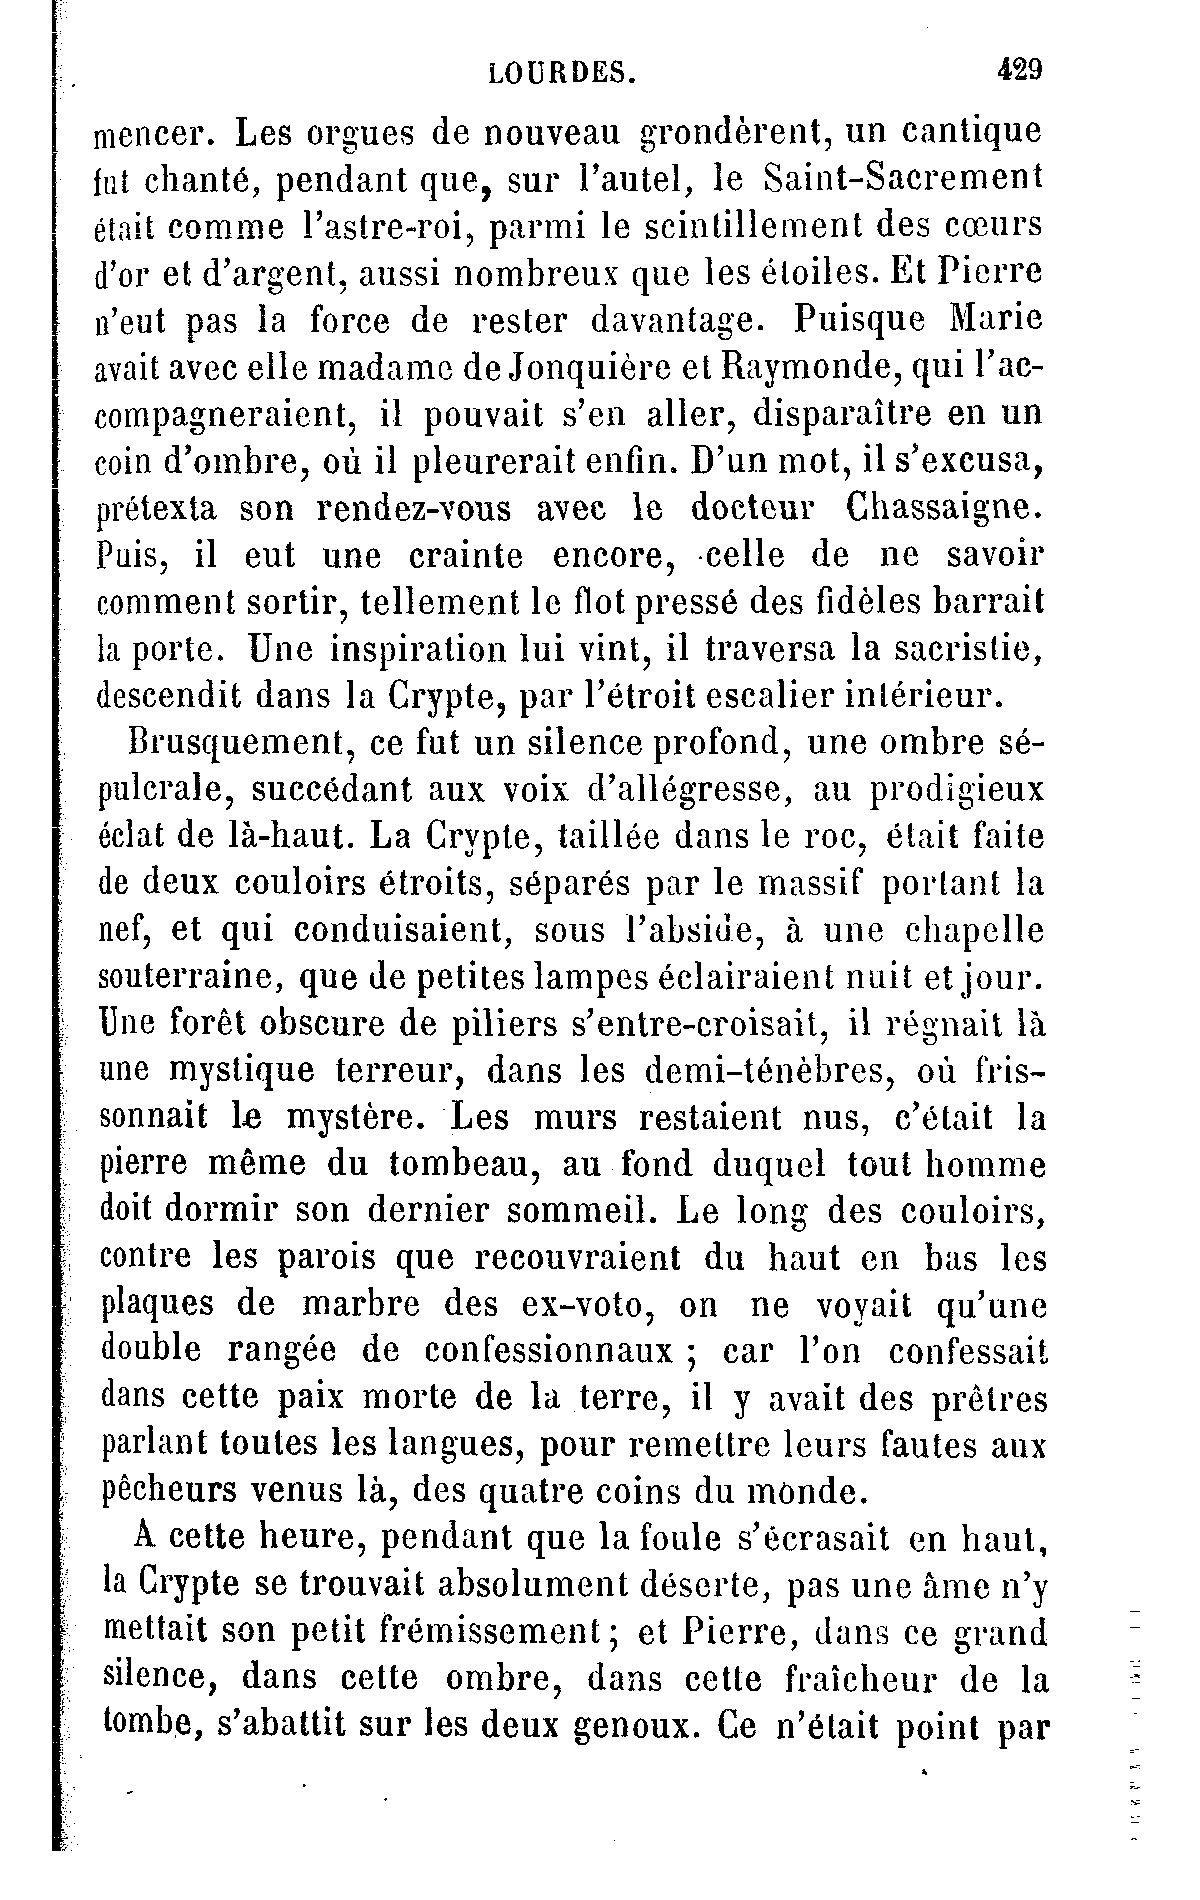 LOURDES. 429
mencer. Les orgues de nouveau grondèrent, un cantique
fut chanté, pendant que, sur l'autel, le Saint-Sacrement
était comme l'astre-roi, parmi le scintillement des cœurs
d'or et d'argent, aussi nombreux que les étoiles. Et Pierre
n'eut pas la force de rester davantage. Puisque Marie
avait avec elle madame de Jonquière et Raymonde, qui l'ac-
compagneraient, il pouvait s'en aller, disparaître en un
coin d'ombre, où il pleurerait enfin. D'un mot, il s'excusa,
prétexta son rendez-vous avec le docteur Chassaigne.
Puis, il eut une crainte encore, celle de ne savoir
comment sortir, tellement le flot pressé des fidèles barrait
la porte. Une inspiration lui vint, il traversa la sacristie,
descendit dans la Crypte, par l'étroit escalier intérieur.
Brusquement, ce fut un silence profond, une ombre sé-
pulcrale, succédant aux voix d'allégresse, au prodigieux
éclat de là-haut. La Crypte, taillée dans le roc, était faite
de deux couloirs étroits, séparés par le massif portant la
nef, et qui conduisaient, sous l'abside, à une chapelle
souterraine, que de petites lampes éclairaient nuit et jour.
Une forêt obscure de piliers s'entre-croisait, il régnait là
une mystique terreur, dans les demi-ténèbres, où fris-
sonnait le mystère. Les murs restaient nus, c'était la
pierre même du tombeau, au fond duquel tout homme
doit dormir son dernier sommeil. Le long des couloirs,
contre les parois que recouvraient du haut en bas les
plaques de marbre des ex-voto, on ne voyait qu'une
double rangée de confessionnaux ; car l'on confessait
dans cette paix morte de la terre, il y avait des prêtres
parlant toutes les langues, pour remettre leurs fautes aux
pêcheurs venus là, des quatre coins du monde.
A cette heure, pendant que la foule s'écrasait en haut,
la Crypte se trouvait absolument déserte, pas une âme n'y
mettait son petit frémissement ; et Pierre, dans ce grand
silence, dans cette ombre, dans cette fraîcheur de la
tombe, s'abattit sur les deux genoux. Ce n'était point par